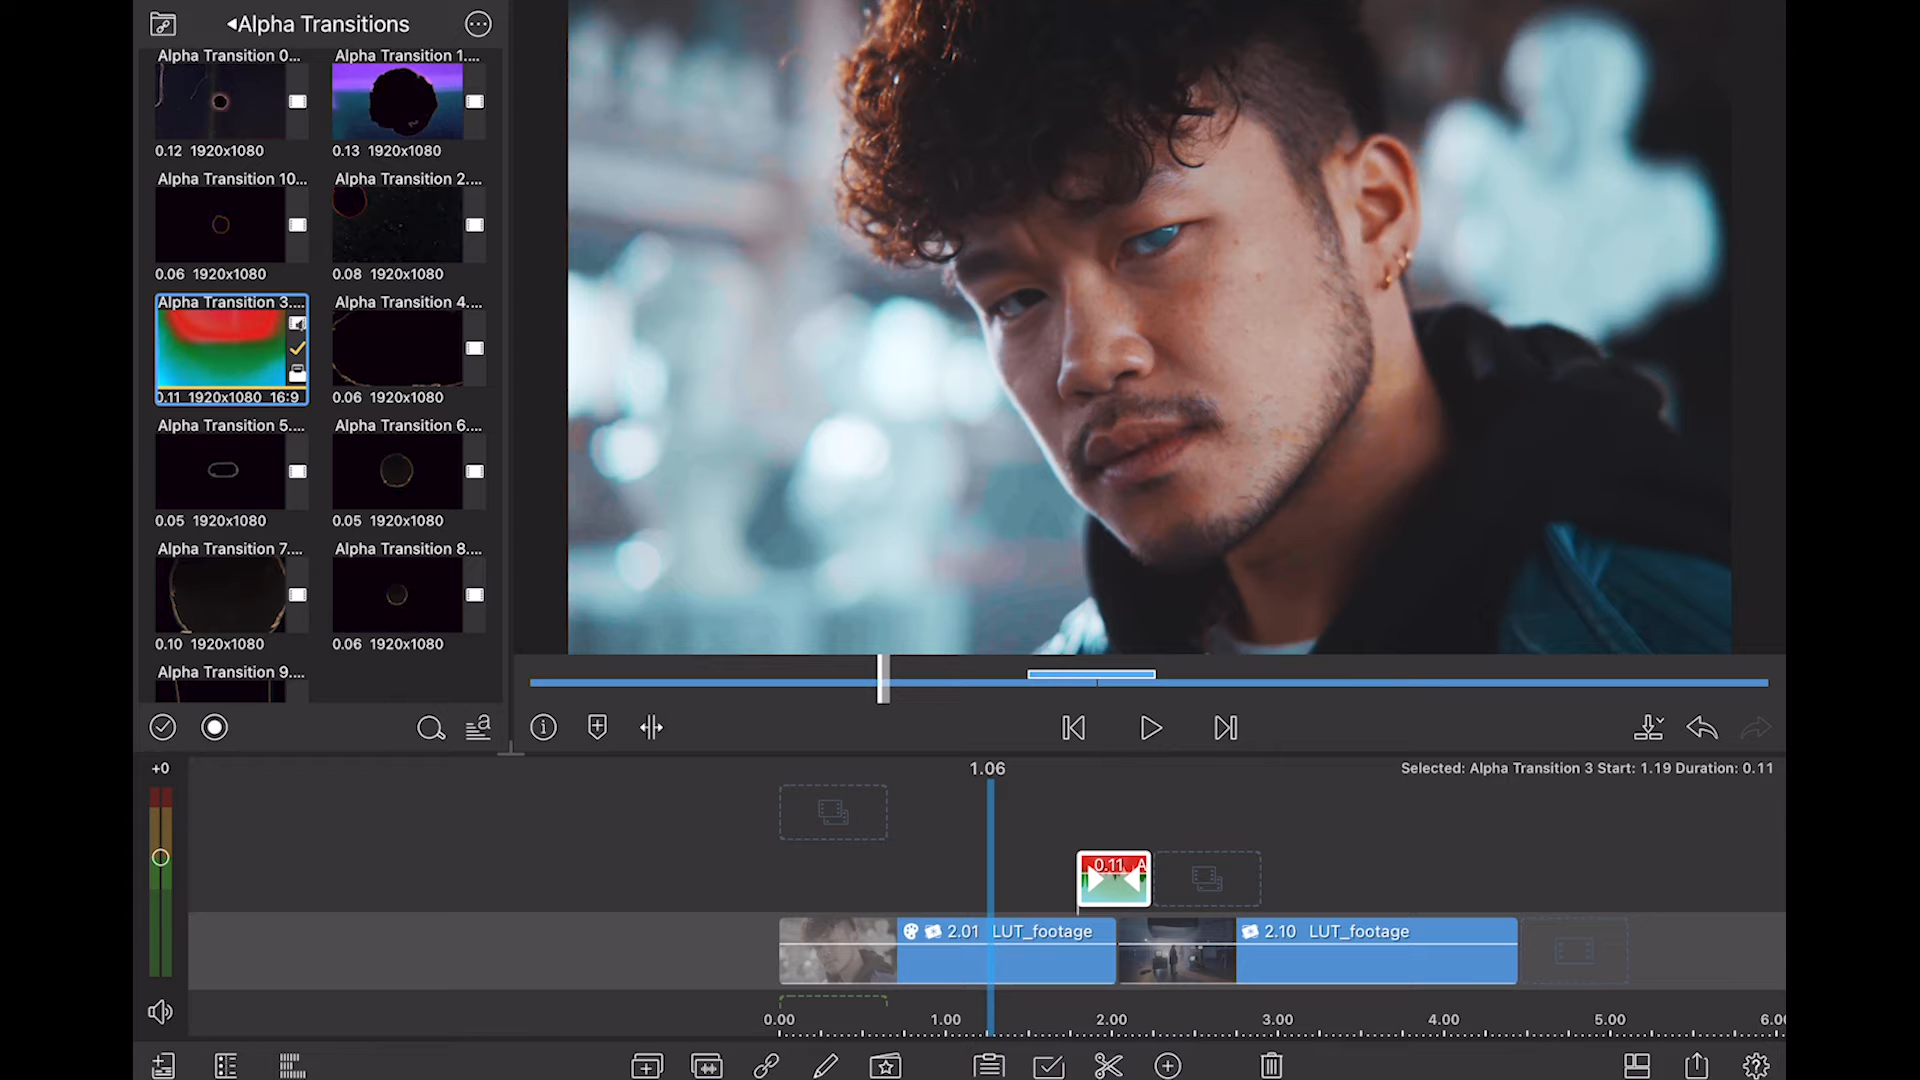 ◂Alpha Transitions
Alpha Transition 0...
Alpha Transition 1....
0.12 1920x1080
0.13 1920x1080
Alpha Transition 10...
Alpha Transition 2....
0.06 1920x1080
0.08 1920x1080
Alpha Transition 3....
Alpha Transition 4....
0.11 1920x1080 16:9
0.06 1920x1080
Alpha Transition 5....
Alpha Transition 6....
0.05 1920x1080
0.05 1920x1080
Alpha Transition 7....
Alpha Transition 8....
0.10 1920x1080
0.06 1920x1080
Alpha Transition 9....
+0
1.06
Selected: Alpha Transition 3 Start: 1.19 Duration: 0.11
0.11 A
2.01 LUT_footage
2.10 LUT_footage
0.00 1.00 2.00 3.00 4.00 5.00 6.00